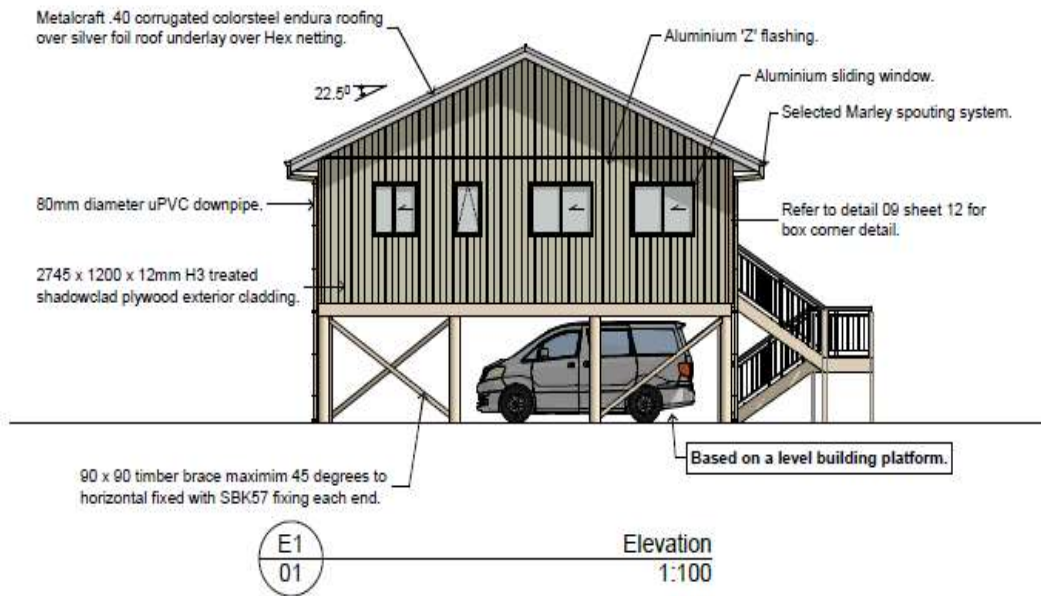 Metalcraft .40 corrugated colorsteel endura roofing
over silver foil roof underlay over Hex netting.
Aluminium 'Z' flashing.
Aluminium sliding window.
22.5⁰
Selected Marley spouting system.
80mm diameter uPVC downpipe.
Refer to detail 09 sheet 12 for
box corner detail.
2745 x 1200 x 12mm H3 treated
shadowclad plywood exterior cladding.
Based on a level building platform.
90 x 90 timber brace maximim 45 degrees to
horizontal fixed with SBK57 fixing each end.
E1
Elevation
01
1:100